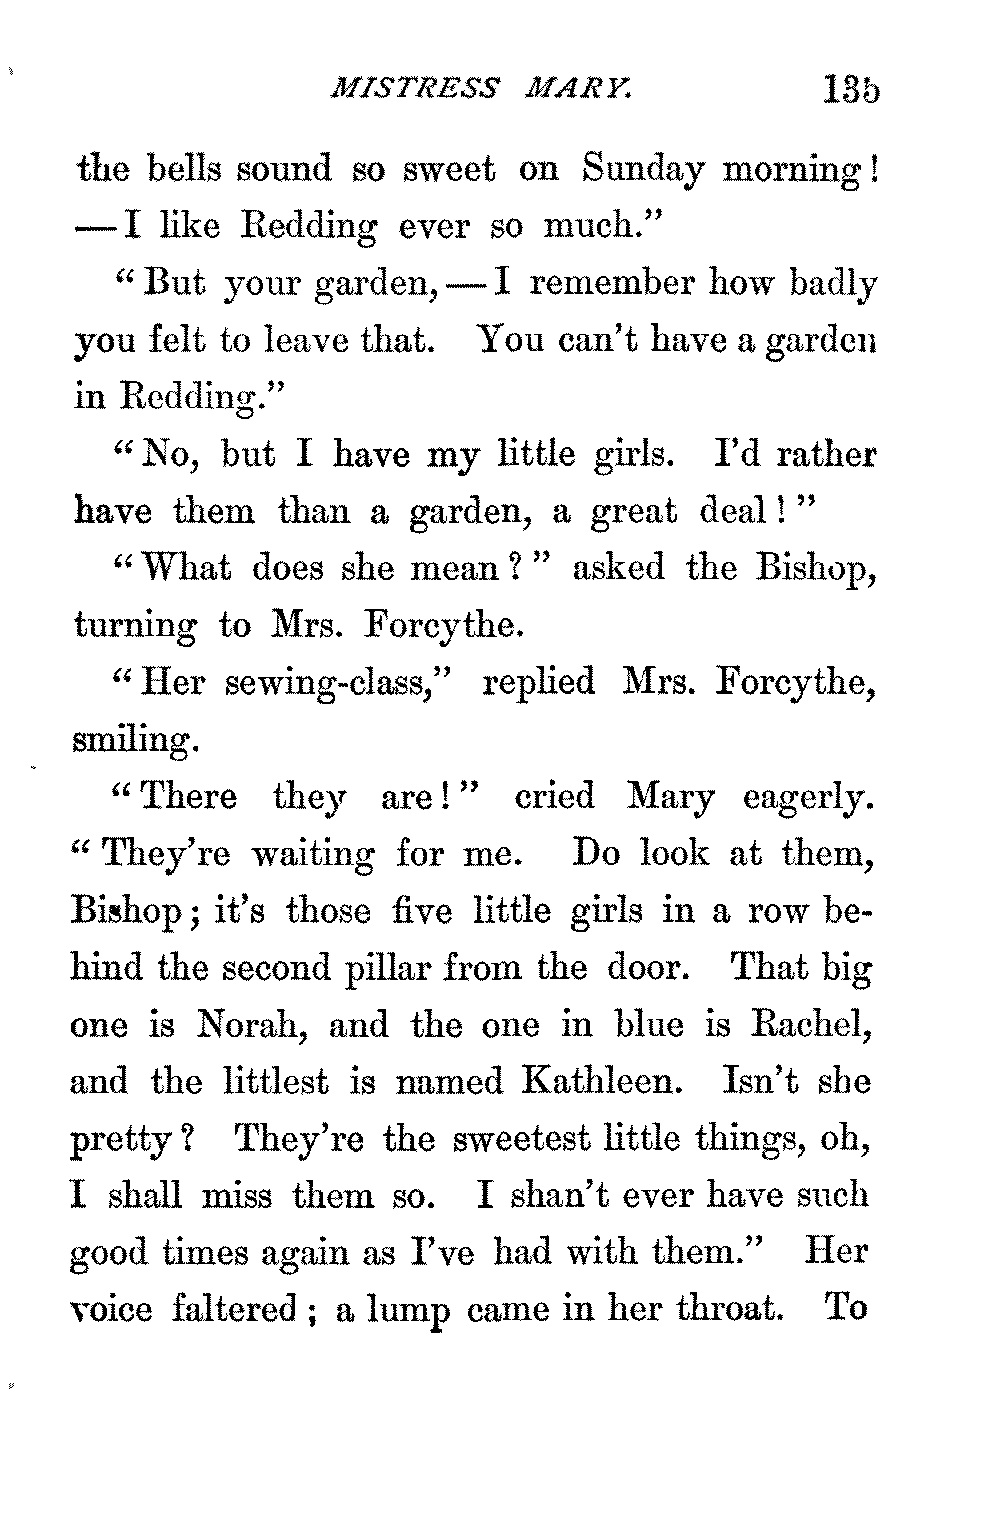 MISTRESS MARY. 135
the bells sound so sweet on Sunday morning!
—I like Redding ever so much."
"But your garden,—I remember how badly
you felt to leave that. You can't have a garden
in Redding."
"No, but I have my little girls. I'd rather
have them than a garden, a great deal!"
"What does she mean?" asked the Bishop,
turning to Mrs. Forcythe.
"Her sewing-class," replied Mrs. Forcythe,
smiling.
"There they are!" cried Mary eagerly.
"They're waiting for me. Do look at them,
Bishop; it's those five little girls in a row be-
hind the second pillar from the door. That big
one is Norah, and the one in blue is Rachel,
and the littlest is named Kathleen. Isn't she
pretty? They're the sweetest little things, oh,
I shall miss them so. I shan't ever have such
good times again as I've had with them." Her
voice faltered; a lump came in her throat. To